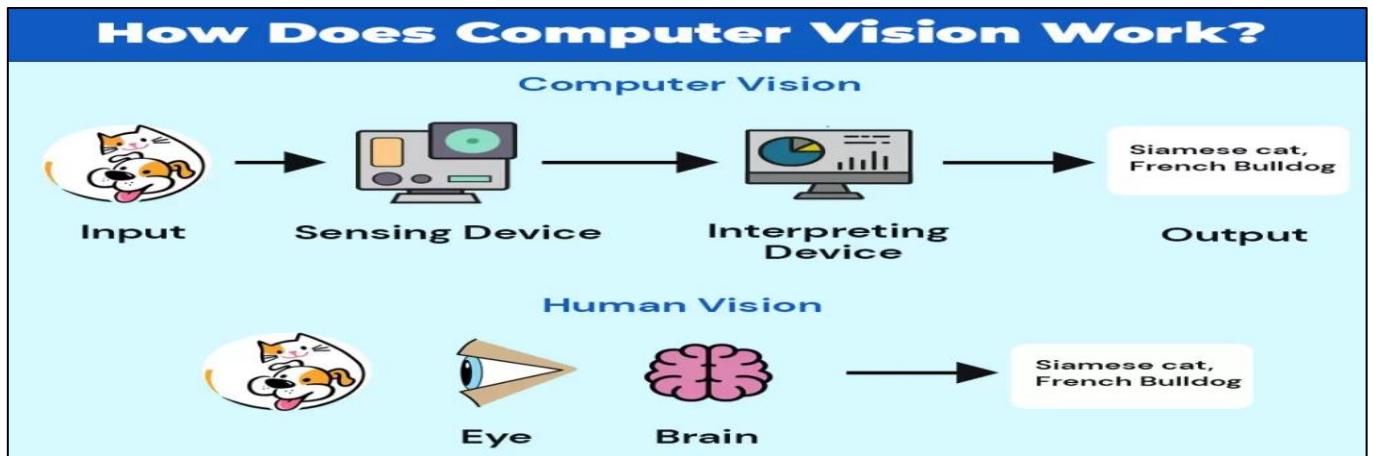 How Does Computer Vision Work?
Computer Vision
Siamese cat,
French Bulldog
Input
Sensing Device
Interpreting
Device
Output
Human Vision
Siamese cat,
French Bulldog
Eye
Brain